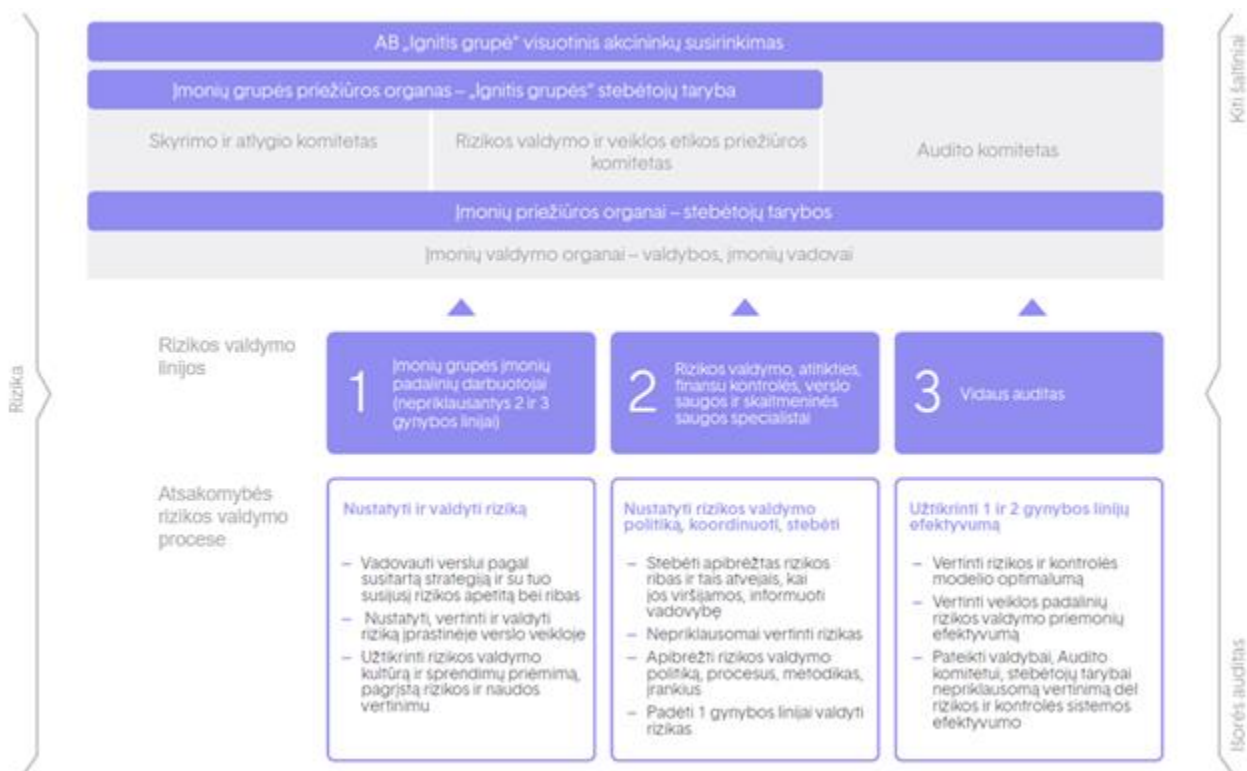 AB „Ignitis grupė“ visuotinis akcininkų susirinkimas
Įmonių grupės priežiūros organas – „Ignitis grupės“ stebėtojų taryba
Skyrimo ir atlygio komitetas
Rizikos valdymo ir veiklos etikos priežiūros
komitetas
Audito komitetas
Įmonių priežiūros organai – stebėtojų tarybos
Įmonių valdymo organai – valdybos, įmonių vadovai
Rizika
Kiti šaltiniai
Išorės auditas
Rizikos valdymo
linijos
1
Įmonių grupės įmonių
padalinių darbuotojai
(nepriklausantys 2 ir 3
gynybos linijai)
2
Rizikos valdymo, atitikties,
finansu kontrolės, verslo
saugos ir skaitmeninės
saugos specialistai
3
Vidaus auditas
Atsakomybės
rizikos valdymo
procese
Nustatyti ir valdyti riziką
– Vadovauti verslui pagal
susitartą strategiją ir su tuo
susijusį rizikos apetitą bei ribas
– Nustatyti, vertinti ir valdyti
riziką įprastinėje verslo veikloje
– Užtikrinti rizikos valdymo
kultūrą ir sprendimų priėmimą,
pagrįstą rizikos ir naudos
vertinimu
Nustatyti rizikos valdymo
politiką, koordinuoti, stebėti
– Stebėti apibrėžtas rizikos
ribas ir tais atvejais, kai
jos viršijamos, informuoti
vadovybę
– Nepriklausomai vertinti rizikas
– Apibrėžti rizikos valdymo
politiką, procesus, metodikas,
įrankius
– Padėti 1 gynybos linijai valdyti
rizikas
Užtikrinti 1 ir 2 gynybos linijų
efektyvumą
– Vertinti rizikos ir kontrolės
modelio optimalumą
– Vertinti veiklos padalinių
rizikos valdymo priemonių
efektyvumą
– Pateikti valdybai, Audito
komitetui, stebėtojų tarybai
nepriklausomą vertinimą dėl
rizikos ir kontrolės sistemos
efektyvumo